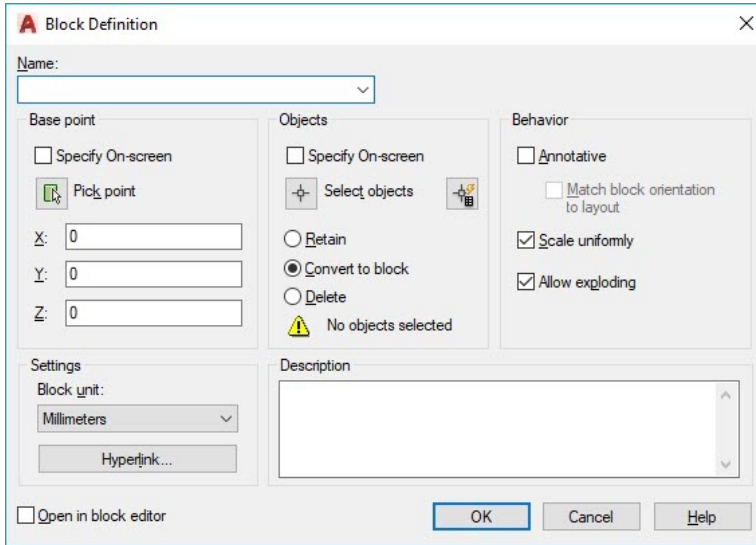 Block Definition
Name:
Base point
Specify On-screen
Pick point
X: 0
Y: 0
Z: 0
Objects
Specify On-screen
Select objects
Retain
Convert to block
Delete
No objects selected
Behavior
Annotative
Match block orientation
to layout
Scale uniformly
Allow exploding
Settings
Block unit:
Millimeters
Hyperlink...
Description
Open in block editor
OK
Cancel
Help